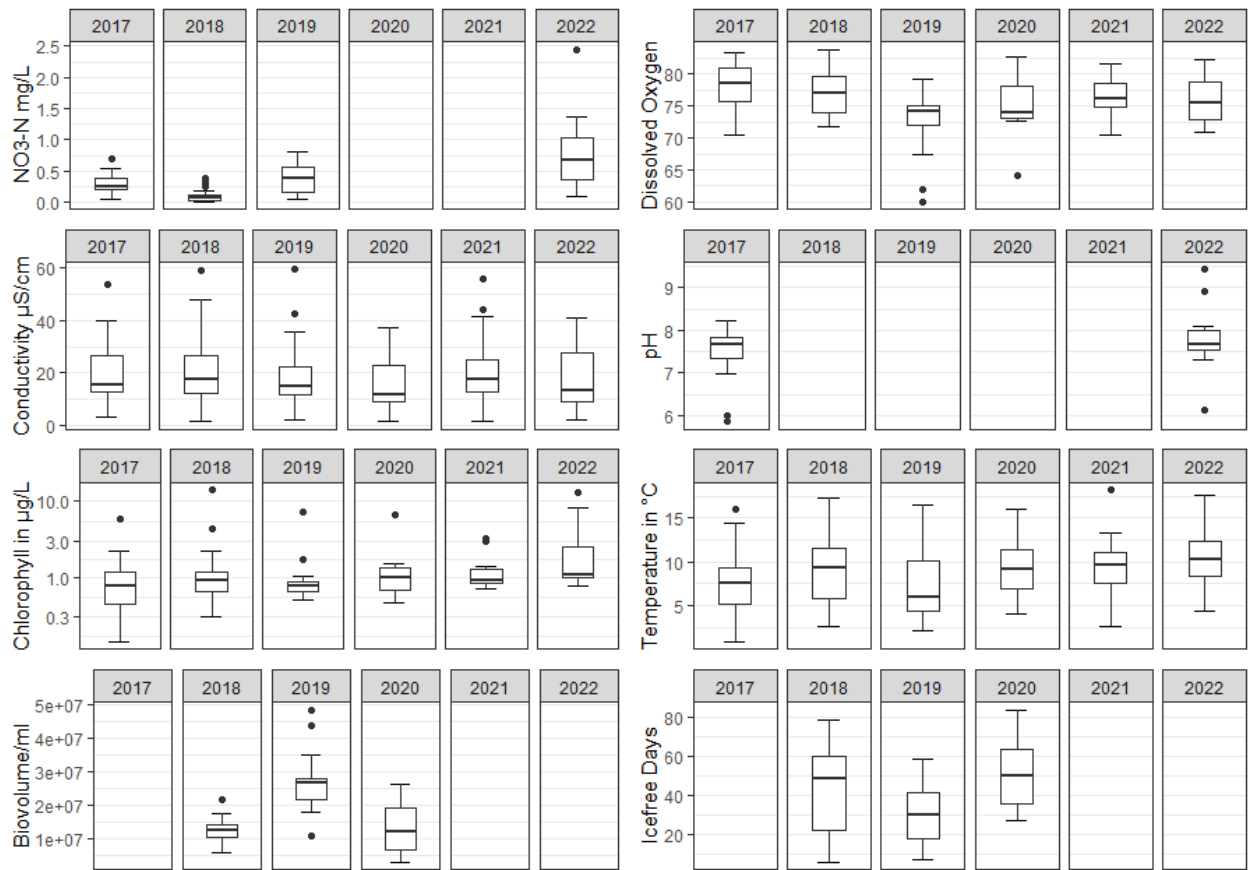 2017 2018 2019 2020 2021 2022
NO3-N mg/L
2.5
2.0
1.5
1.0
0.5
0.0
2017 2018 2019 2020 2021 2022
Dissolved Oxygen
80
75
70
65
60
2017 2018 2019 2020 2021 2022
Conductivity µS/cm
60
40
20
0
2017 2018 2019 2020 2021 2022
pH
9
8
7
6
2017 2018 2019 2020 2021 2022
Chlorophyll in µg/L
10.0
3.0
1.0
0.3
2017 2018 2019 2020 2021 2022
Temperature in °C
15
10
5
2017 2018 2019 2020 2021 2022
Biovolume/ml
5e+07
4e+07
3e+07
2e+07
1e+07
2017 2018 2019 2020 2021 2022
Icefree Days
80
60
40
20